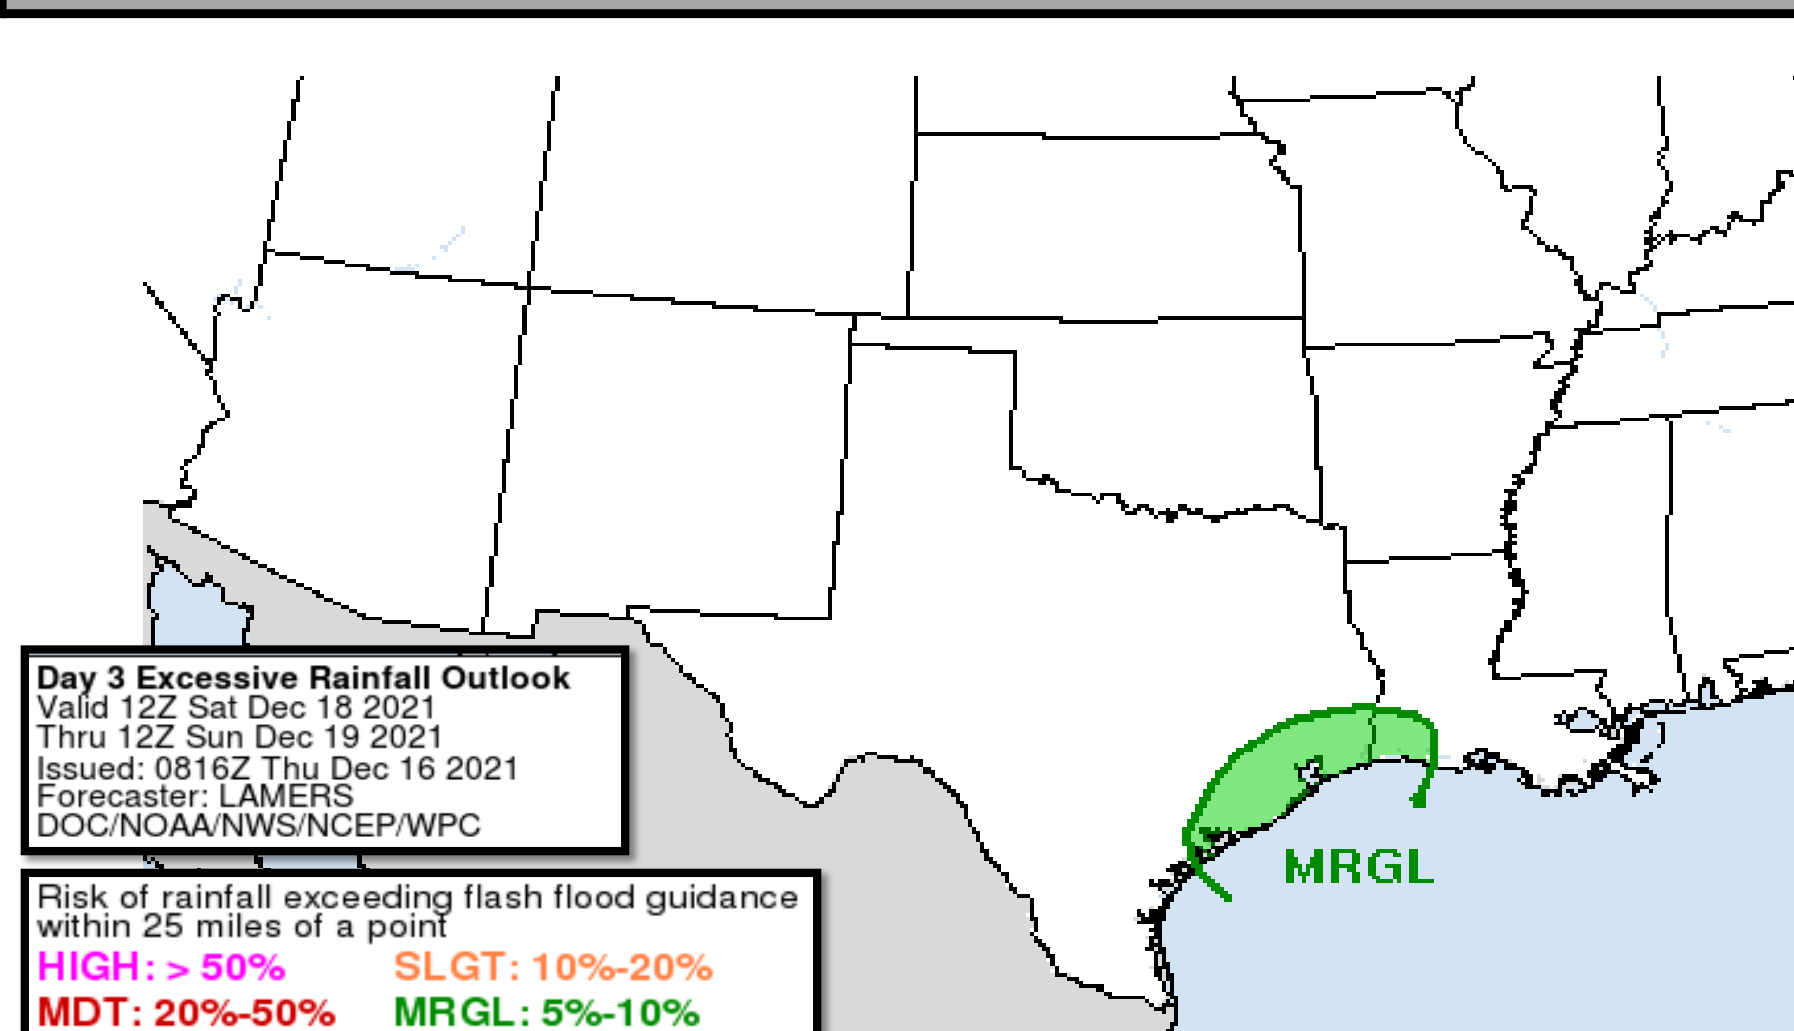 Day 3 Excessive Rainfall Outlook
Valid 12Z Sat Dec 18 2021
Thru 12Z Sun Dec 19 2021
Issued: 0816Z Thu Dec 16 2021
Forecaster: LAMERS
DOC/NOAA/NWS/NCEP/WPC
MRGL
Risk of rainfall exceeding flash flood guidance
within 25 miles of a point
HIGH: > 50% SLGT: 10%-20%
MDT: 20%-50% MRGL: 5%-10%